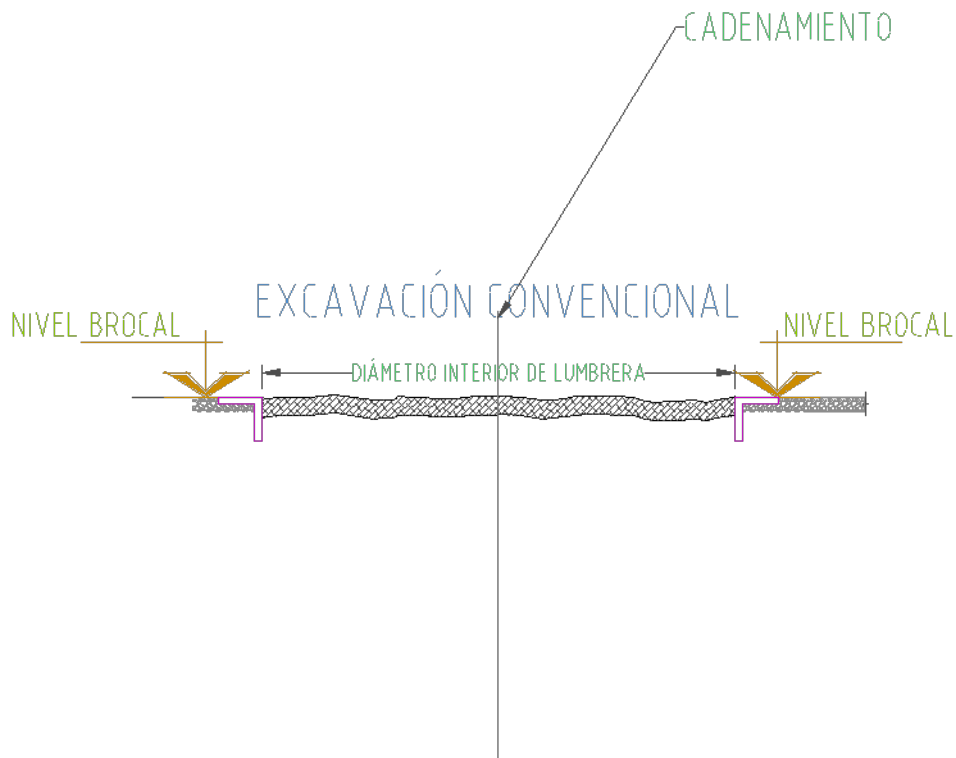 CADENAMIENTO
EXCAVACIÓN CONVENCIONAL
NIVEL BROCAL
NIVEL BROCAL
DIÁMETRO INTERIOR DE LUMBRERA